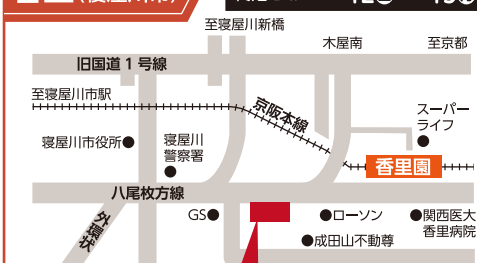 (寝屋川市)
至寝屋川新橋
木屋南
至京都
旧国道1号線
至寝屋川市駅
京阪本線
スーパー
ライフ
寝屋川市役所
寝屋川
警察署
香里園
八尾枚方線
外環状
GS
ローソン
関西医大
香里病院
成田山不動尊